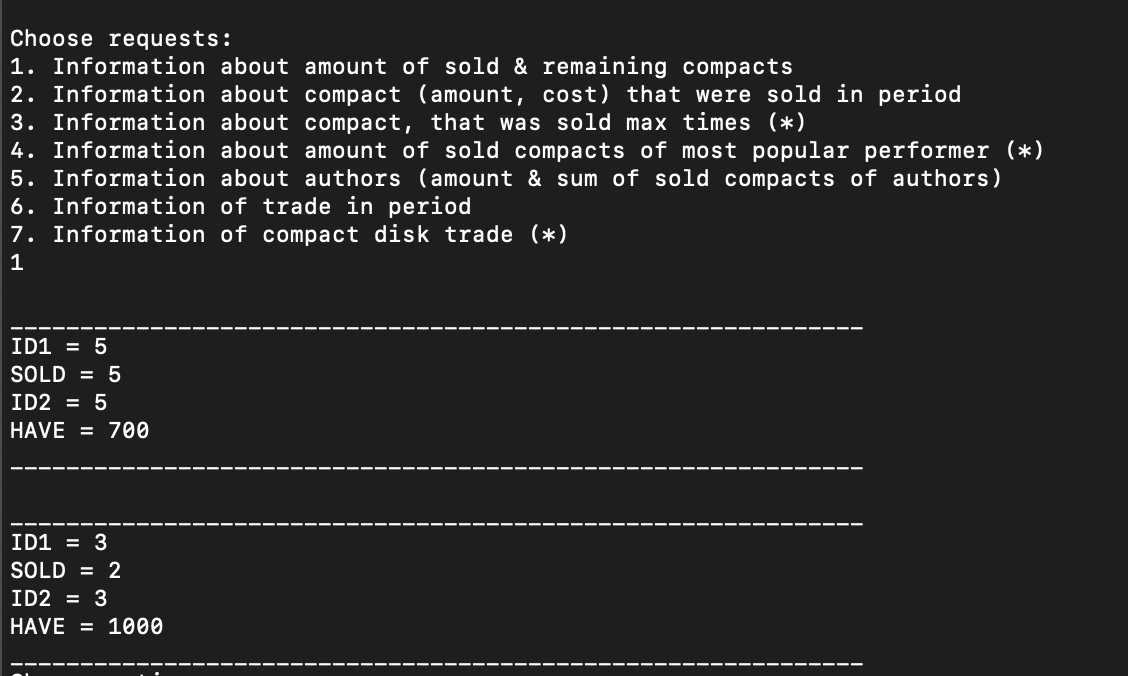 Choose requests:
1. Information about amount of sold & remaining compacts
2. Information about compact (amount, cost) that were sold in period
3. Information about compact, that was sold max times (*)
4. Information about amount of sold compacts of most popular performer (*)
5. Information about authors (amount & sum of sold compacts of authors)
6. Information of trade in period
7. Information of compact disk trade (*)
1
_____________________________________________________________
ID1 = 5
SOLD = 5
ID2 = 5
HAVE = 700
_____________________________________________________________
_____________________________________________________________
ID1 = 3
SOLD = 2
ID2 = 3
HAVE = 1000
_____________________________________________________________